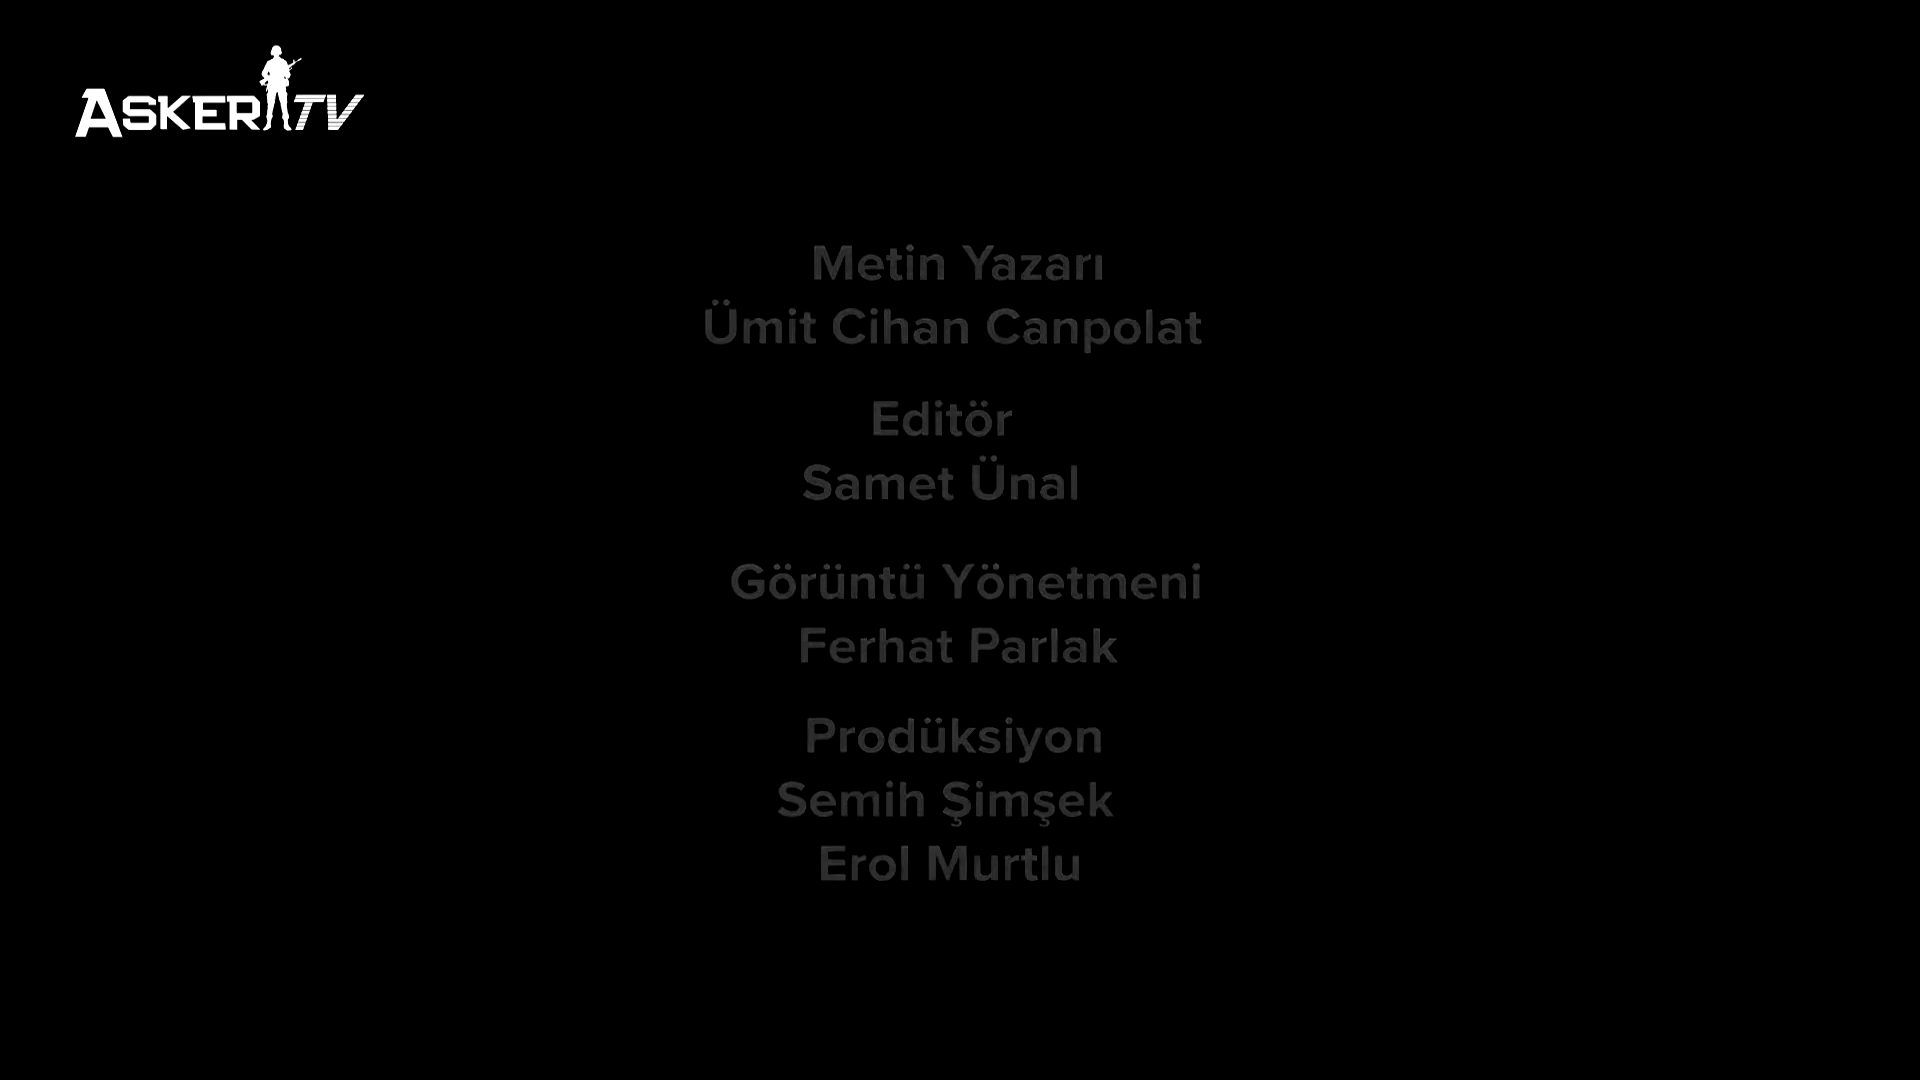 ASKER TV
Metin Yazarı
Ümit Cihan Canpolat
Editör
Samet Ünal
Görüntü Yönetmeni
Ferhat Parlak
Prodüksiyon
Semih Şimşek
Erol Murtlu